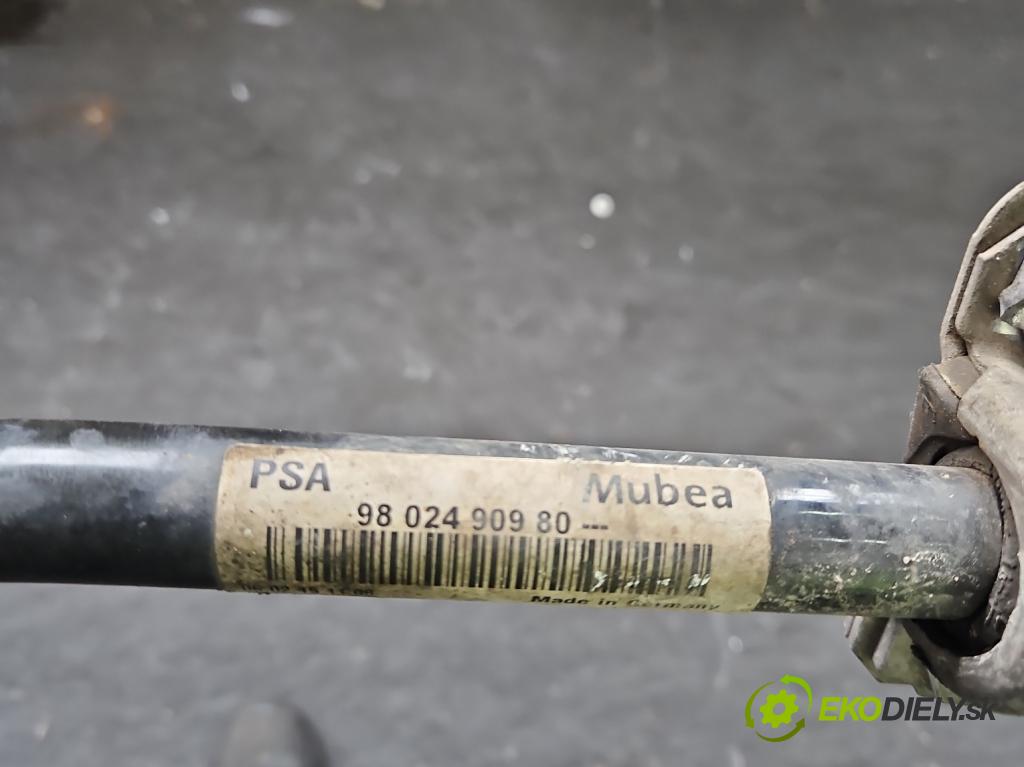 PSA Mubea
98 024 909 80 ---
Made in Germany
EKODIELY.SK